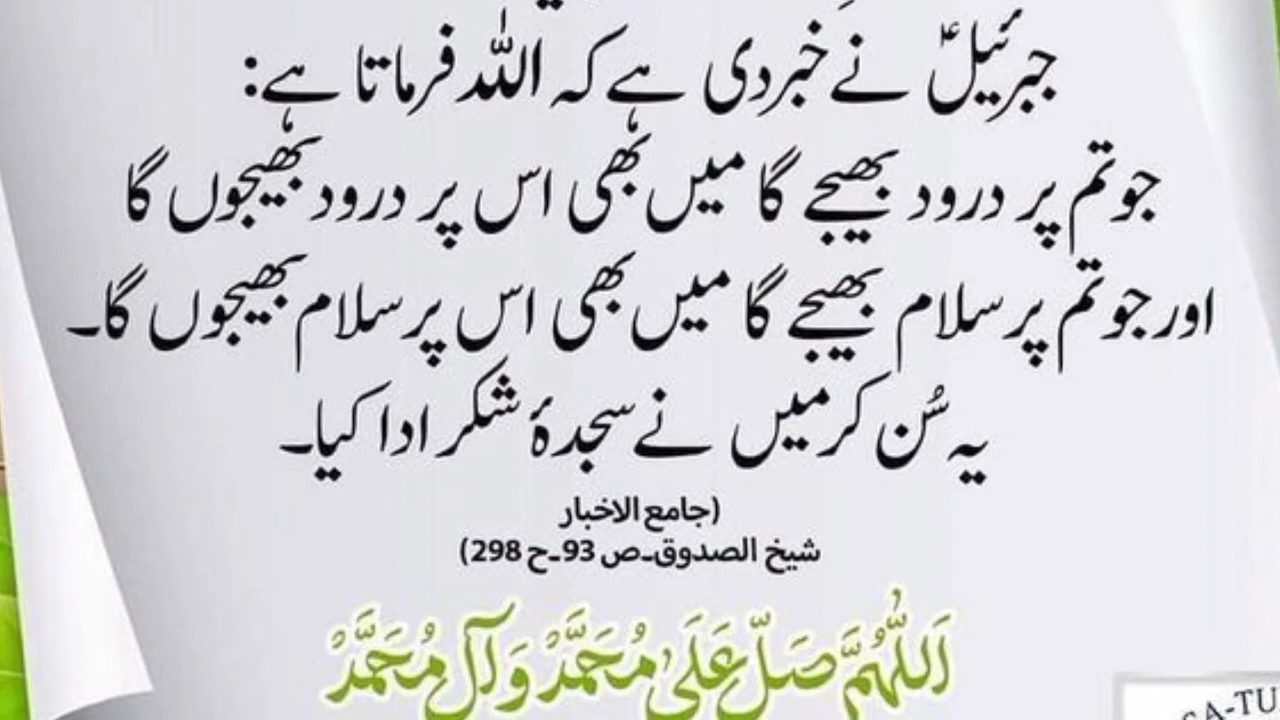 جبرئیلؑ نے خبر دی ہے کہ اللہ فرماتا ہے:
جو تم پر درود بھیجے گا میں بھی اس پر درود بھیجوں گا
اور جو تم پر سلام بھیجے گا میں بھی اس پر سلام بھیجوں گا۔
یہ سُن کر میں نے سجدۂ شکر ادا کیا۔
(جامع الاخبار
شیخ الصدوق۔ص 93۔ح 298)
اَللّٰهُمَّ صَلِّ عَلٰى مُحَمَّدْ وَآلِ مُحَمَّدْ
SA-TU